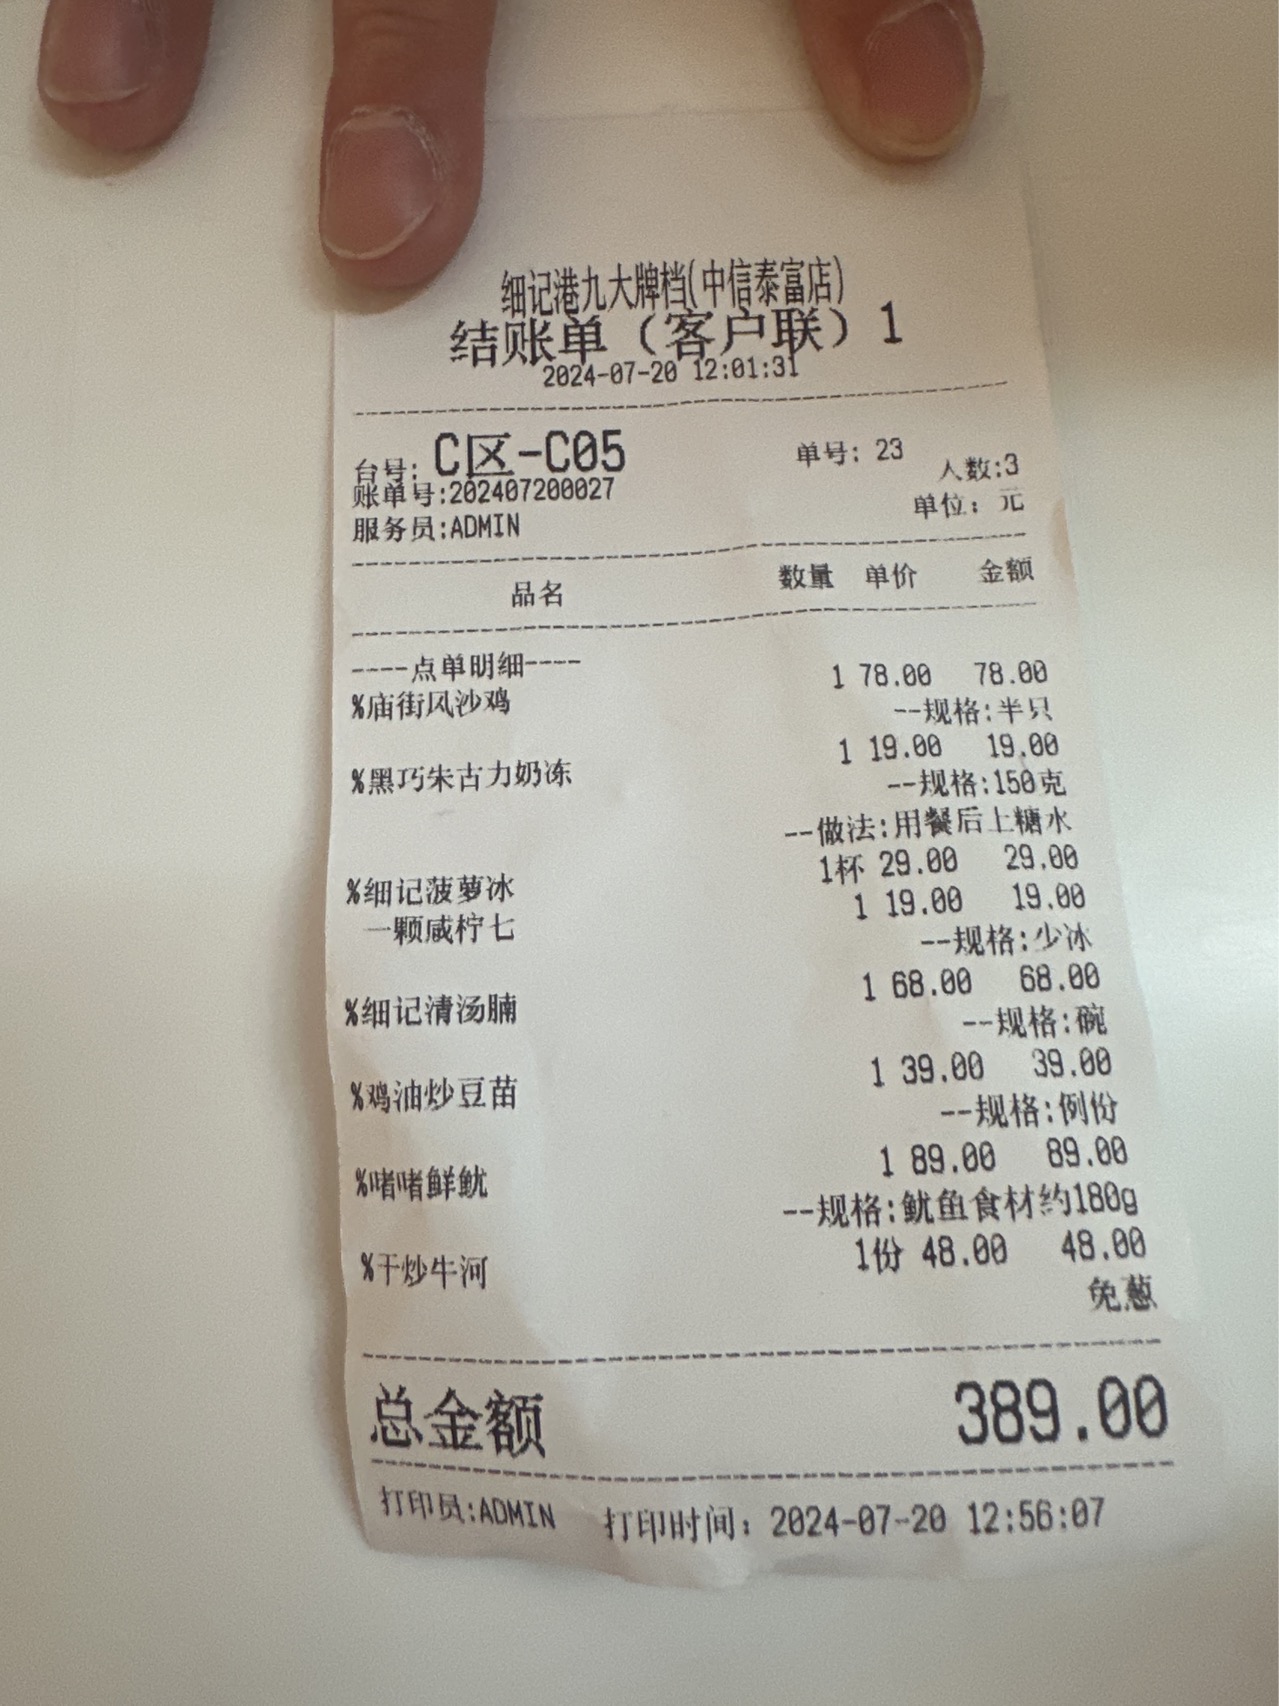 细记港九大牌档(中信泰富店)
结账单（客户联）1
2024-07-20 12:01:31
台号: C区-C05 单号: 23
账单号:202407200027 人数:3
服务员:ADMIN 单位: 元
品名 数量 单价 金额
----点单明细----
%庙街风沙鸡 1 78.00 78.00
--规格:半只
%黑巧朱古力奶冻 1 19.00 19.00
--规格:150克
--做法:用餐后上糖水
%细记菠萝冰 1杯 29.00 29.00
一颗咸柠七 1 19.00 19.00
--规格:少冰
%细记清汤腩 1 68.00 68.00
--规格:碗
%鸡油炒豆苗 1 39.00 39.00
--规格:例份
%啫啫鲜鱿 1 89.00 89.00
--规格:鱿鱼食材约180g
%干炒牛河 1份 48.00 48.00
免葱
总金额 389.00
打印员:ADMIN 打印时间: 2024-07-20 12:56:07